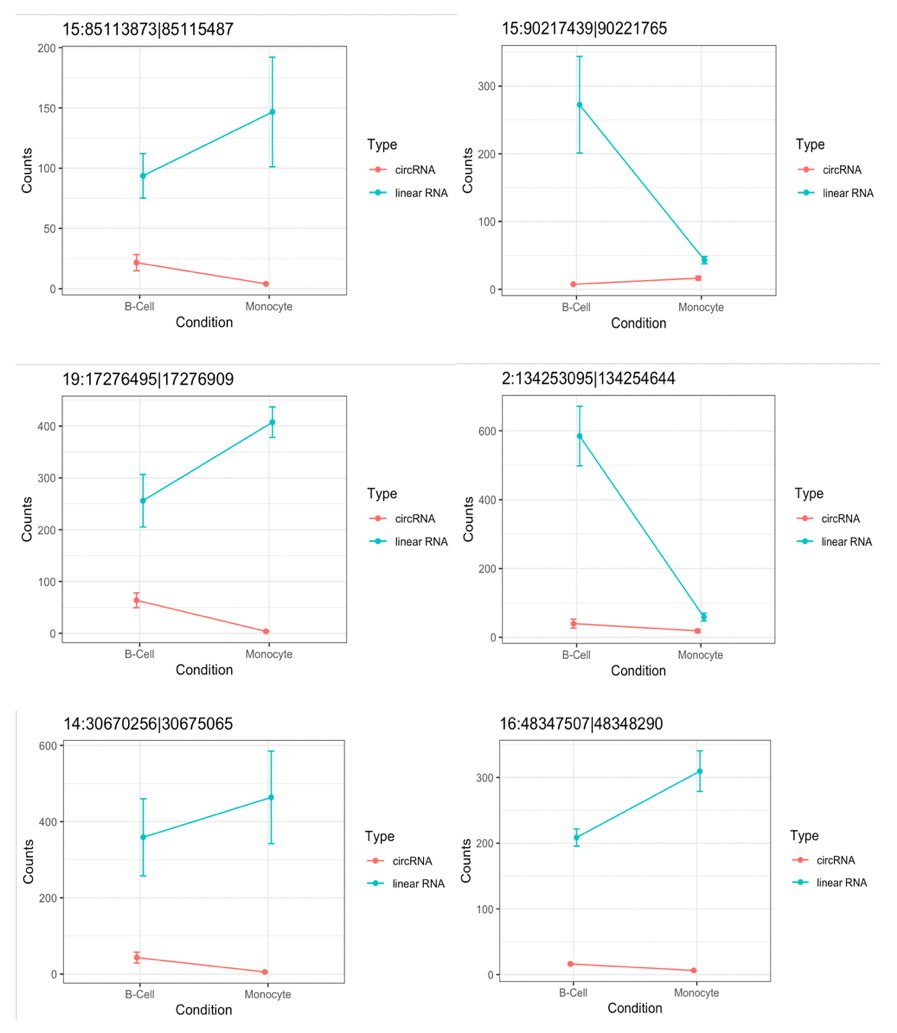 15:85113873|85115487
200
150
100
50
0
Counts
B-Cell
Monocyte
Condition
Type
circRNA
linear RNA
15:90217439|90221765
300
200
100
0
Counts
B-Cell
Monocyte
Condition
Type
circRNA
linear RNA
19:17276495|17276909
400
300
200
100
0
Counts
B-Cell
Monocyte
Condition
Type
circRNA
linear RNA
2:134253095|134254644
600
400
200
0
Counts
B-Cell
Monocyte
Condition
Type
circRNA
linear RNA
14:30670256|30675065
600
400
200
0
Counts
B-Cell
Monocyte
Condition
Type
circRNA
linear RNA
16:48347507|48348290
300
200
100
0
Counts
B-Cell
Monocyte
Condition
Type
circRNA
linear RNA